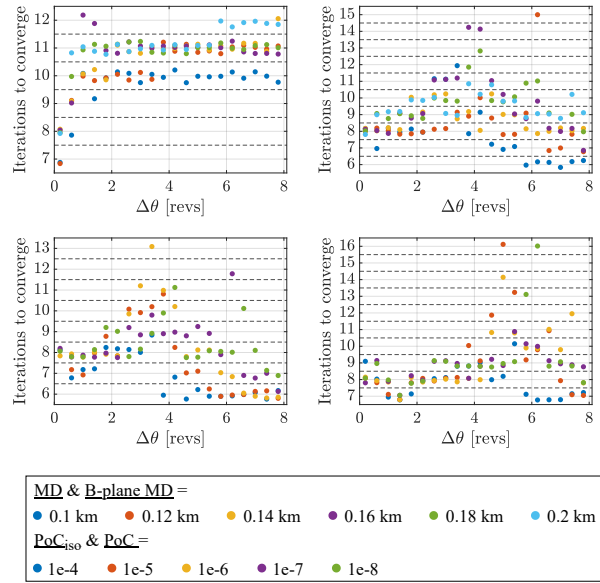 Iterations to converge
11
10
9
8
7
0 2 4 6 8
Δθ [revs]
Iterations to converge
15
14
13
12
11
10
9
8
7
6
0 2 4 6 8
Δθ [revs]
Iterations to converge
13
12
11
10
9
8
7
6
0 2 4 6 8
Δθ [revs]
Iterations to converge
16
15
14
13
12
11
10
9
8
7
0 2 4 6 8
Δθ [revs]
MD & B-plane MD =
0.1 km 0.12 km 0.14 km 0.16 km 0.18 km 0.2 km
PoCiso & PoC =
1e-4 1e-5 1e-6 1e-7 1e-8